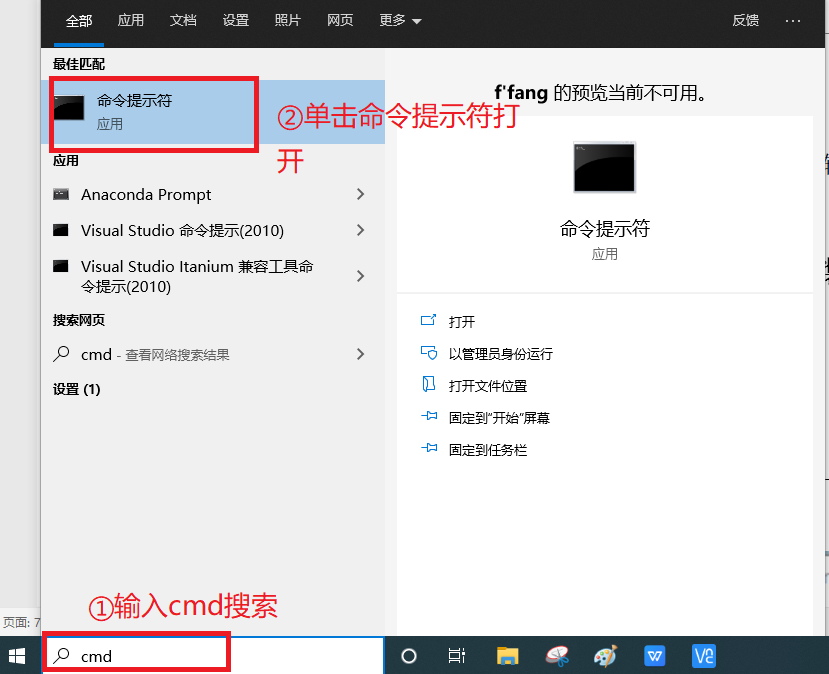 全部 应用 文档 设置 照片 网页 更多 反馈 ···
最佳匹配
命令提示符
应用
②单击命令提示符打
开
应用
Anaconda Prompt
Visual Studio 命令提示(2010)
Visual Studio Itanium 兼容工具命
令提示(2010)
搜索网页
cmd - 查看网络搜索结果
设置 (1)
f'fang 的预览当前不可用。
命令提示符
应用
打开
以管理员身份运行
打开文件位置
固定到"开始"屏幕
固定到任务栏
①输入cmd搜索
页面: 7
cmd